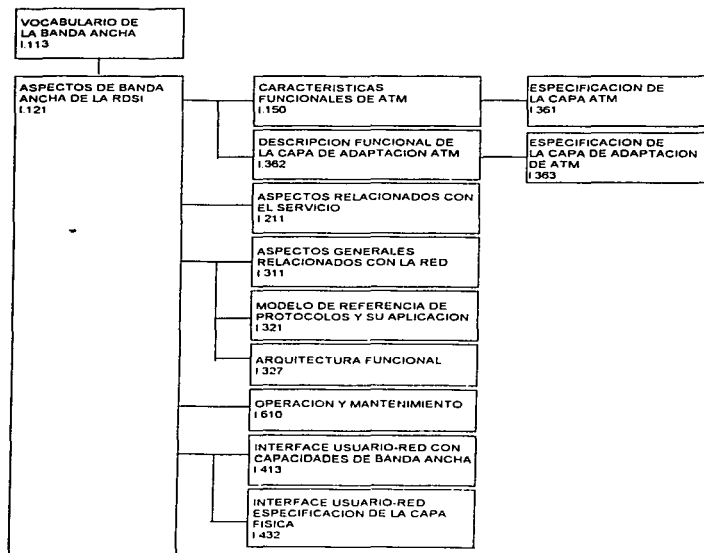 VOCABULARIO DE
LA BANDA ANCHA
I.113
ASPECTOS DE BANDA
ANCHA DE LA RDSI
I.121
CARACTERISTICAS
FUNCIONALES DE ATM
I.150
ESPECIFICACION DE
LA CAPA ATM
I 361
DESCRIPCION FUNCIONAL DE
LA CAPA DE ADAPTACION ATM
I.362
ESPECIFICACION DE
LA CAPA DE ADAPTACION
DE ATM
I 363
ASPECTOS RELACIONADOS CON
EL SERVICIO
I 211
ASPECTOS GENERALES
RELACIONADOS CON LA RED
I 311
MODELO DE REFERENCIA DE
PROTOCOLOS Y SU APLICACION
I 321
ARQUITECTURA FUNCIONAL
I 327
OPERACION Y MANTENIMIENTO
I 610
INTERFACE USUARIO-RED CON
CAPACIDADES DE BANDA ANCHA
I 413
INTERFACE USUARIO-RED
ESPECIFICACION DE LA CAPA
FISICA
I 432